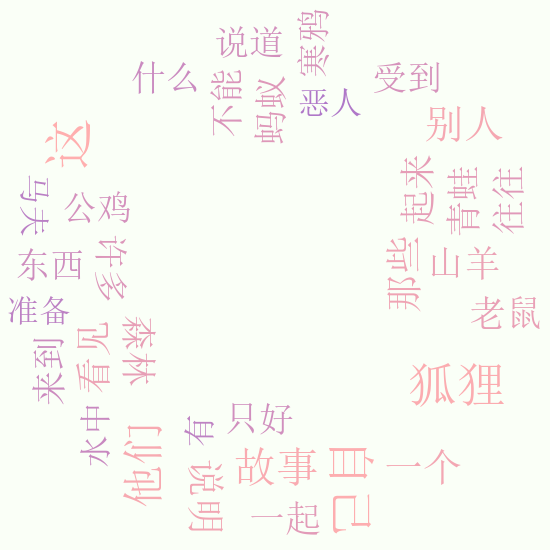 寒鸦
说道
什么
不能
蚂蚁
恶人
受到
别人
这
起来
青蛙
往往
马夫
公鸡
多坏
那些
山羊
东西
准备
老鼠
看见
森林
来到
狐狸
水中
有
只好
他们
故事
自己
一个
说明
一起